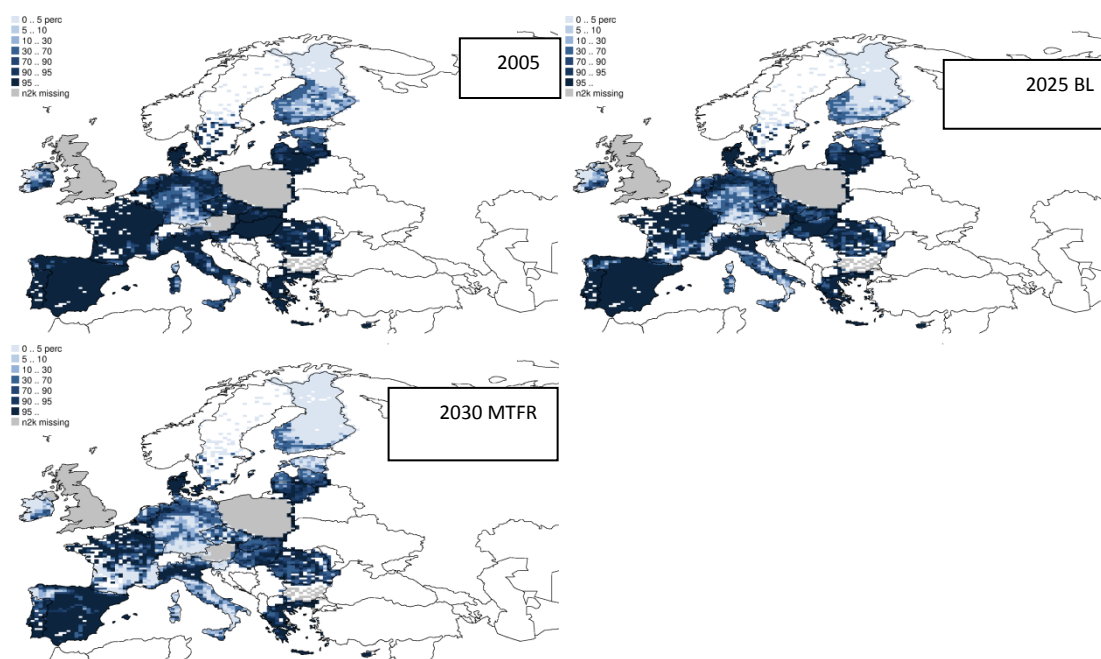 0 .. 5 perc
5 .. 10
10 .. 30
30 .. 70
70 .. 90
90 .. 95
95 ..
n2k missing
2005
0 .. 5 perc
5 .. 10
10 .. 30
30 .. 70
70 .. 90
90 .. 95
95 ..
n2k missing
2025 BL
0 .. 5 perc
5 .. 10
10 .. 30
30 .. 70
70 .. 90
90 .. 95
95 ..
n2k missing
2030 MTFR